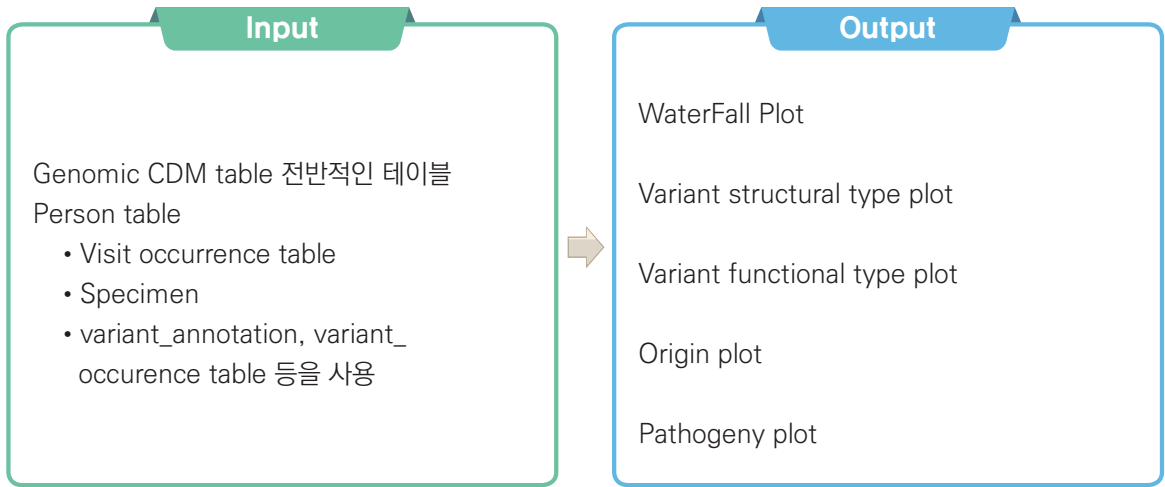 Input
Genomic CDM table 전반적인 테이블
Person table
• Visit occurrence table
• Specimen
• variant_annotation, variant_
occurence table 등을 사용
Output
WaterFall Plot
Variant structural type plot
Variant functional type plot
Origin plot
Pathogeny plot